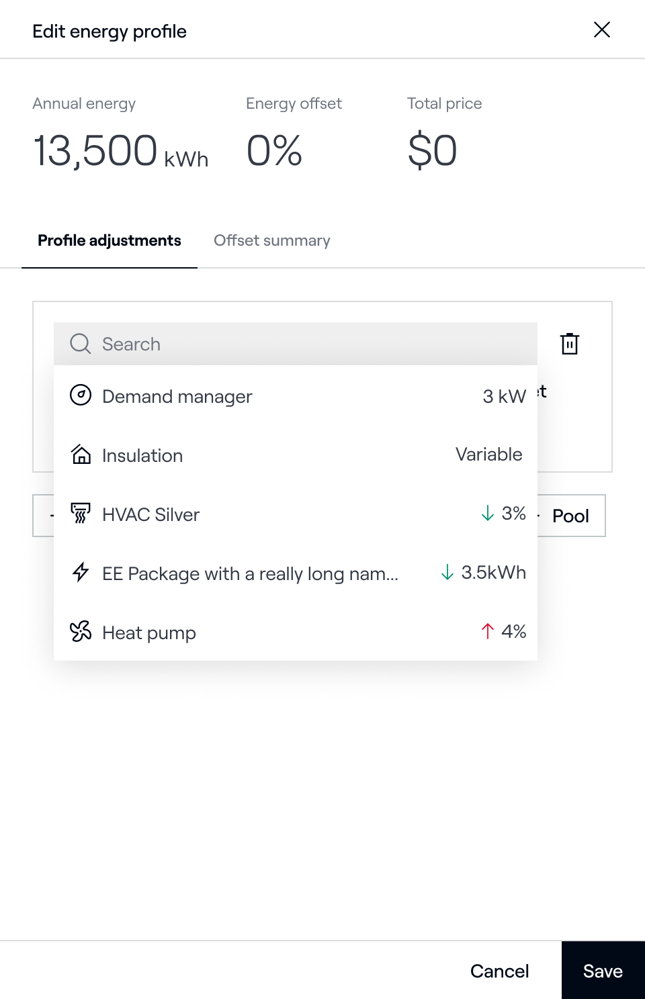 Edit energy profile
Annual energy Energy offset Total price
13,500 kWh 0% $0
Profile adjustments Offset summary
Search
Demand manager 3 kW
Insulation Variable
HVAC Silver 3%
Pool
EE Package with a really long nam... 3.5kWh
Heat pump 4%
Cancel Save